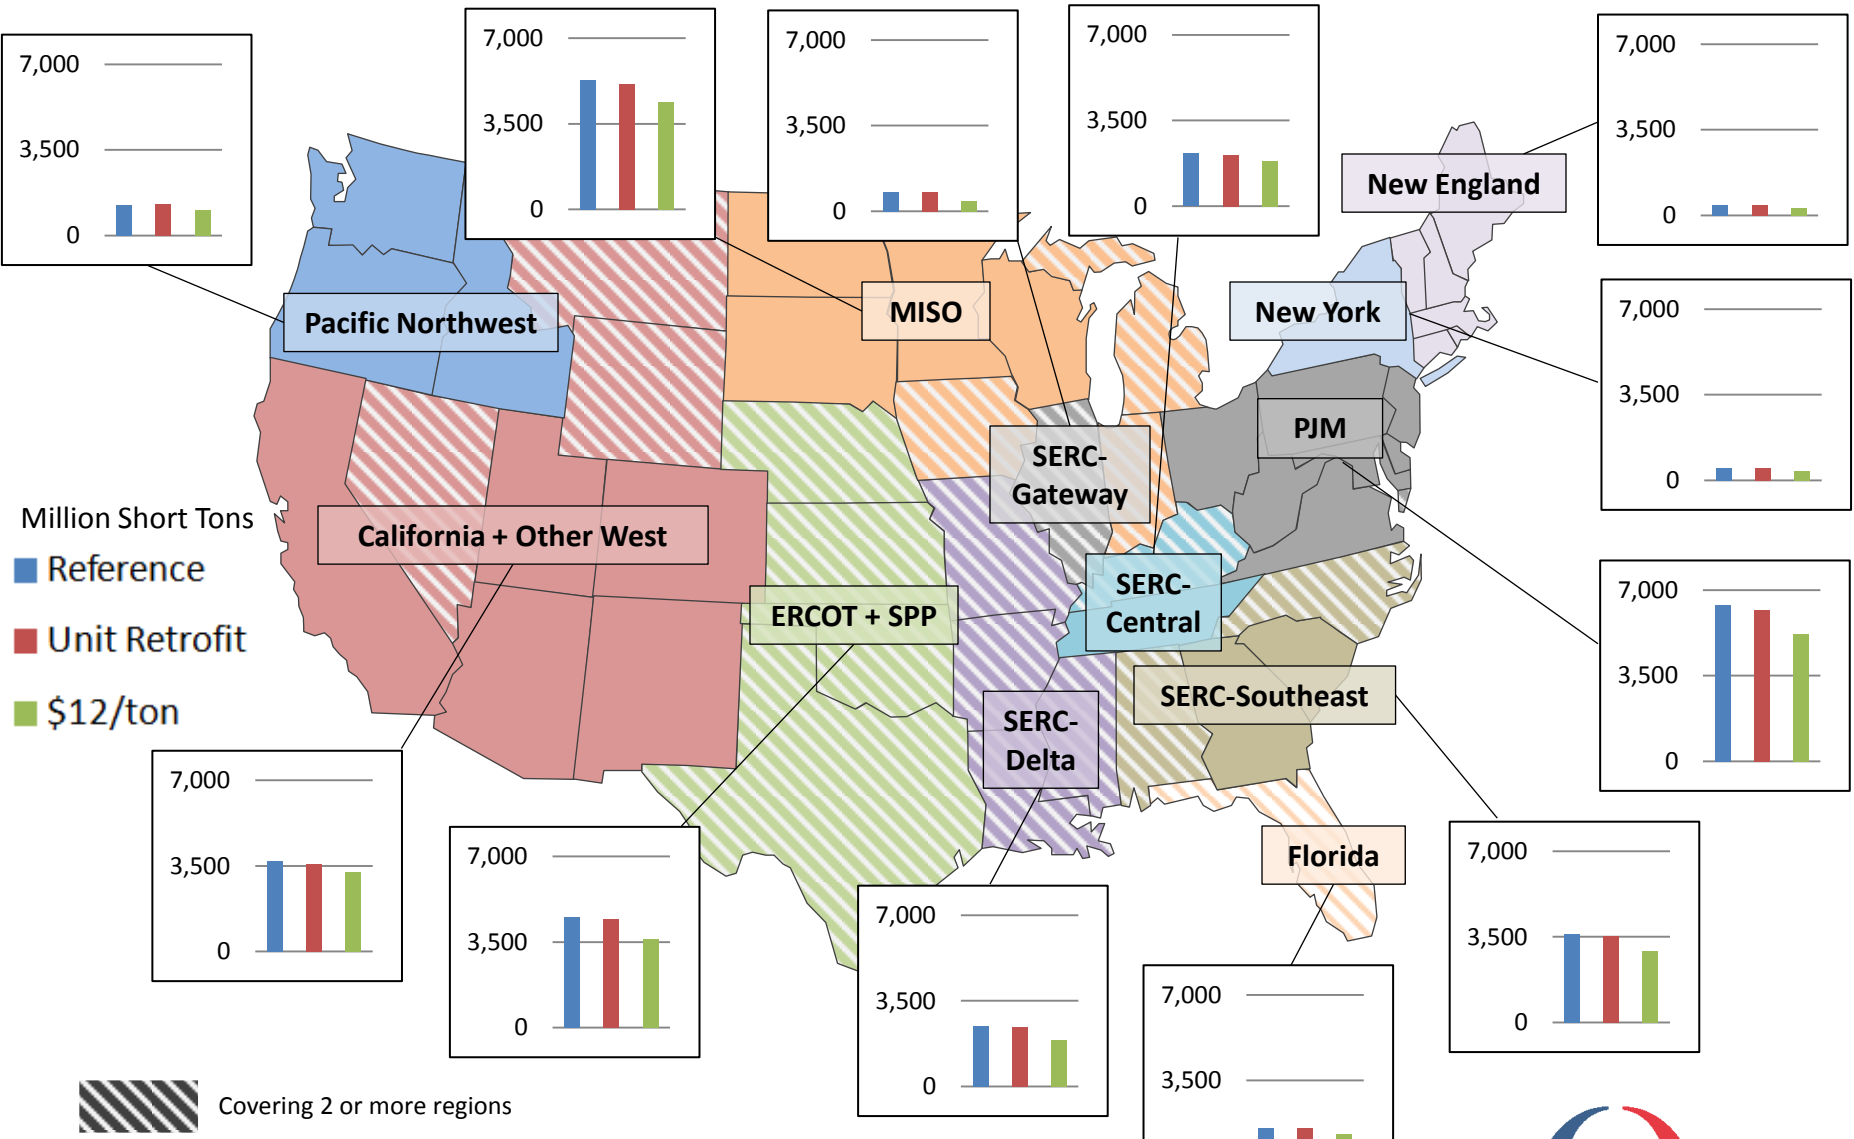 7,000
3,500
0
7,000
3,500
0
7,000
3,500
0
7,000
3,500
0
7,000
3,500
0
New England
Pacific Northwest
MISO
New York
7,000
3,500
0
PJM
SERC-
Gateway
Million Short Tons
Reference
Unit Retrofit
$12/ton
California + Other West
ERCOT + SPP
SERC-
Central
7,000
3,500
0
SERC-Southeast
SERC-
Delta
Florida
7,000
3,500
0
7,000
3,500
0
7,000
3,500
0
7,000
3,500
7,000
3,500
0
Covering 2 or more regions